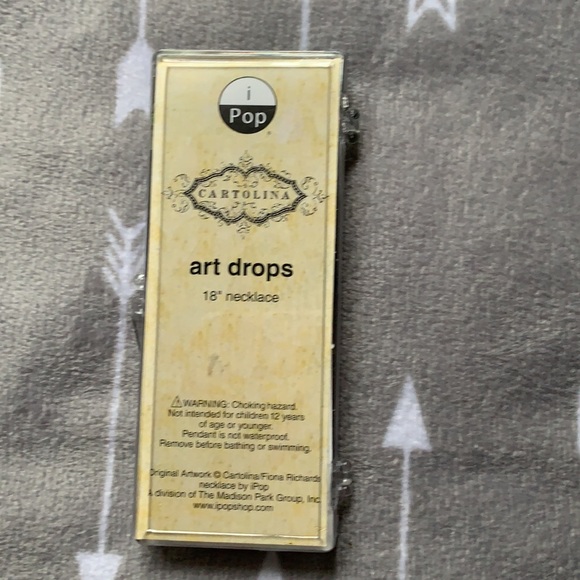 i
Pop
CARTOLINA
art drops
18" necklace
⚠WARNING: Choking hazard.
Not intended for children 12 years
of age or younger.
Pendant is not waterproof.
Remove before bathing or swimming.
Original Artwork © Cartolina/Fiona Richards
necklace by iPop
A division of The Madison Park Group, Inc
www.ipopshop.com